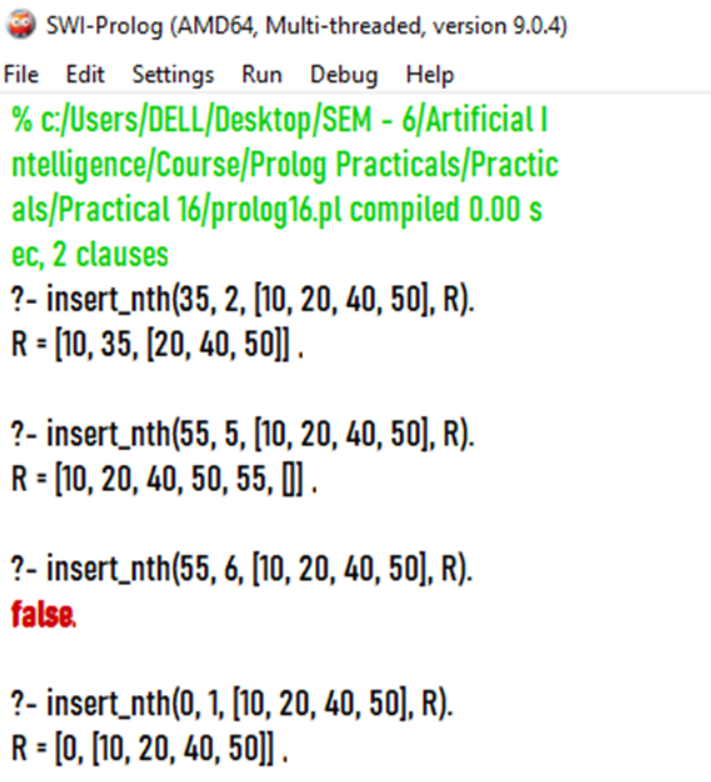 SWI-Prolog (AMD64, Multi-threaded, version 9.0.4)
File Edit Settings Run Debug Help
% c:/Users/DELL/Desktop/SEM - 6/Artificial I
ntelligence/Course/Prolog Practicals/Practic
als/Practical 16/prolog16.pl compiled 0.00 s
ec, 2 clauses
?- insert_nth(35, 2, [10, 20, 40, 50], R).
R = [10, 35, [20, 40, 50]] .
?- insert_nth(55, 5, [10, 20, 40, 50], R).
R = [10, 20, 40, 50, 55, []] .
?- insert_nth(55, 6, [10, 20, 40, 50], R).
false.
?- insert_nth(0, 1, [10, 20, 40, 50], R).
R = [0, [10, 20, 40, 50]] .